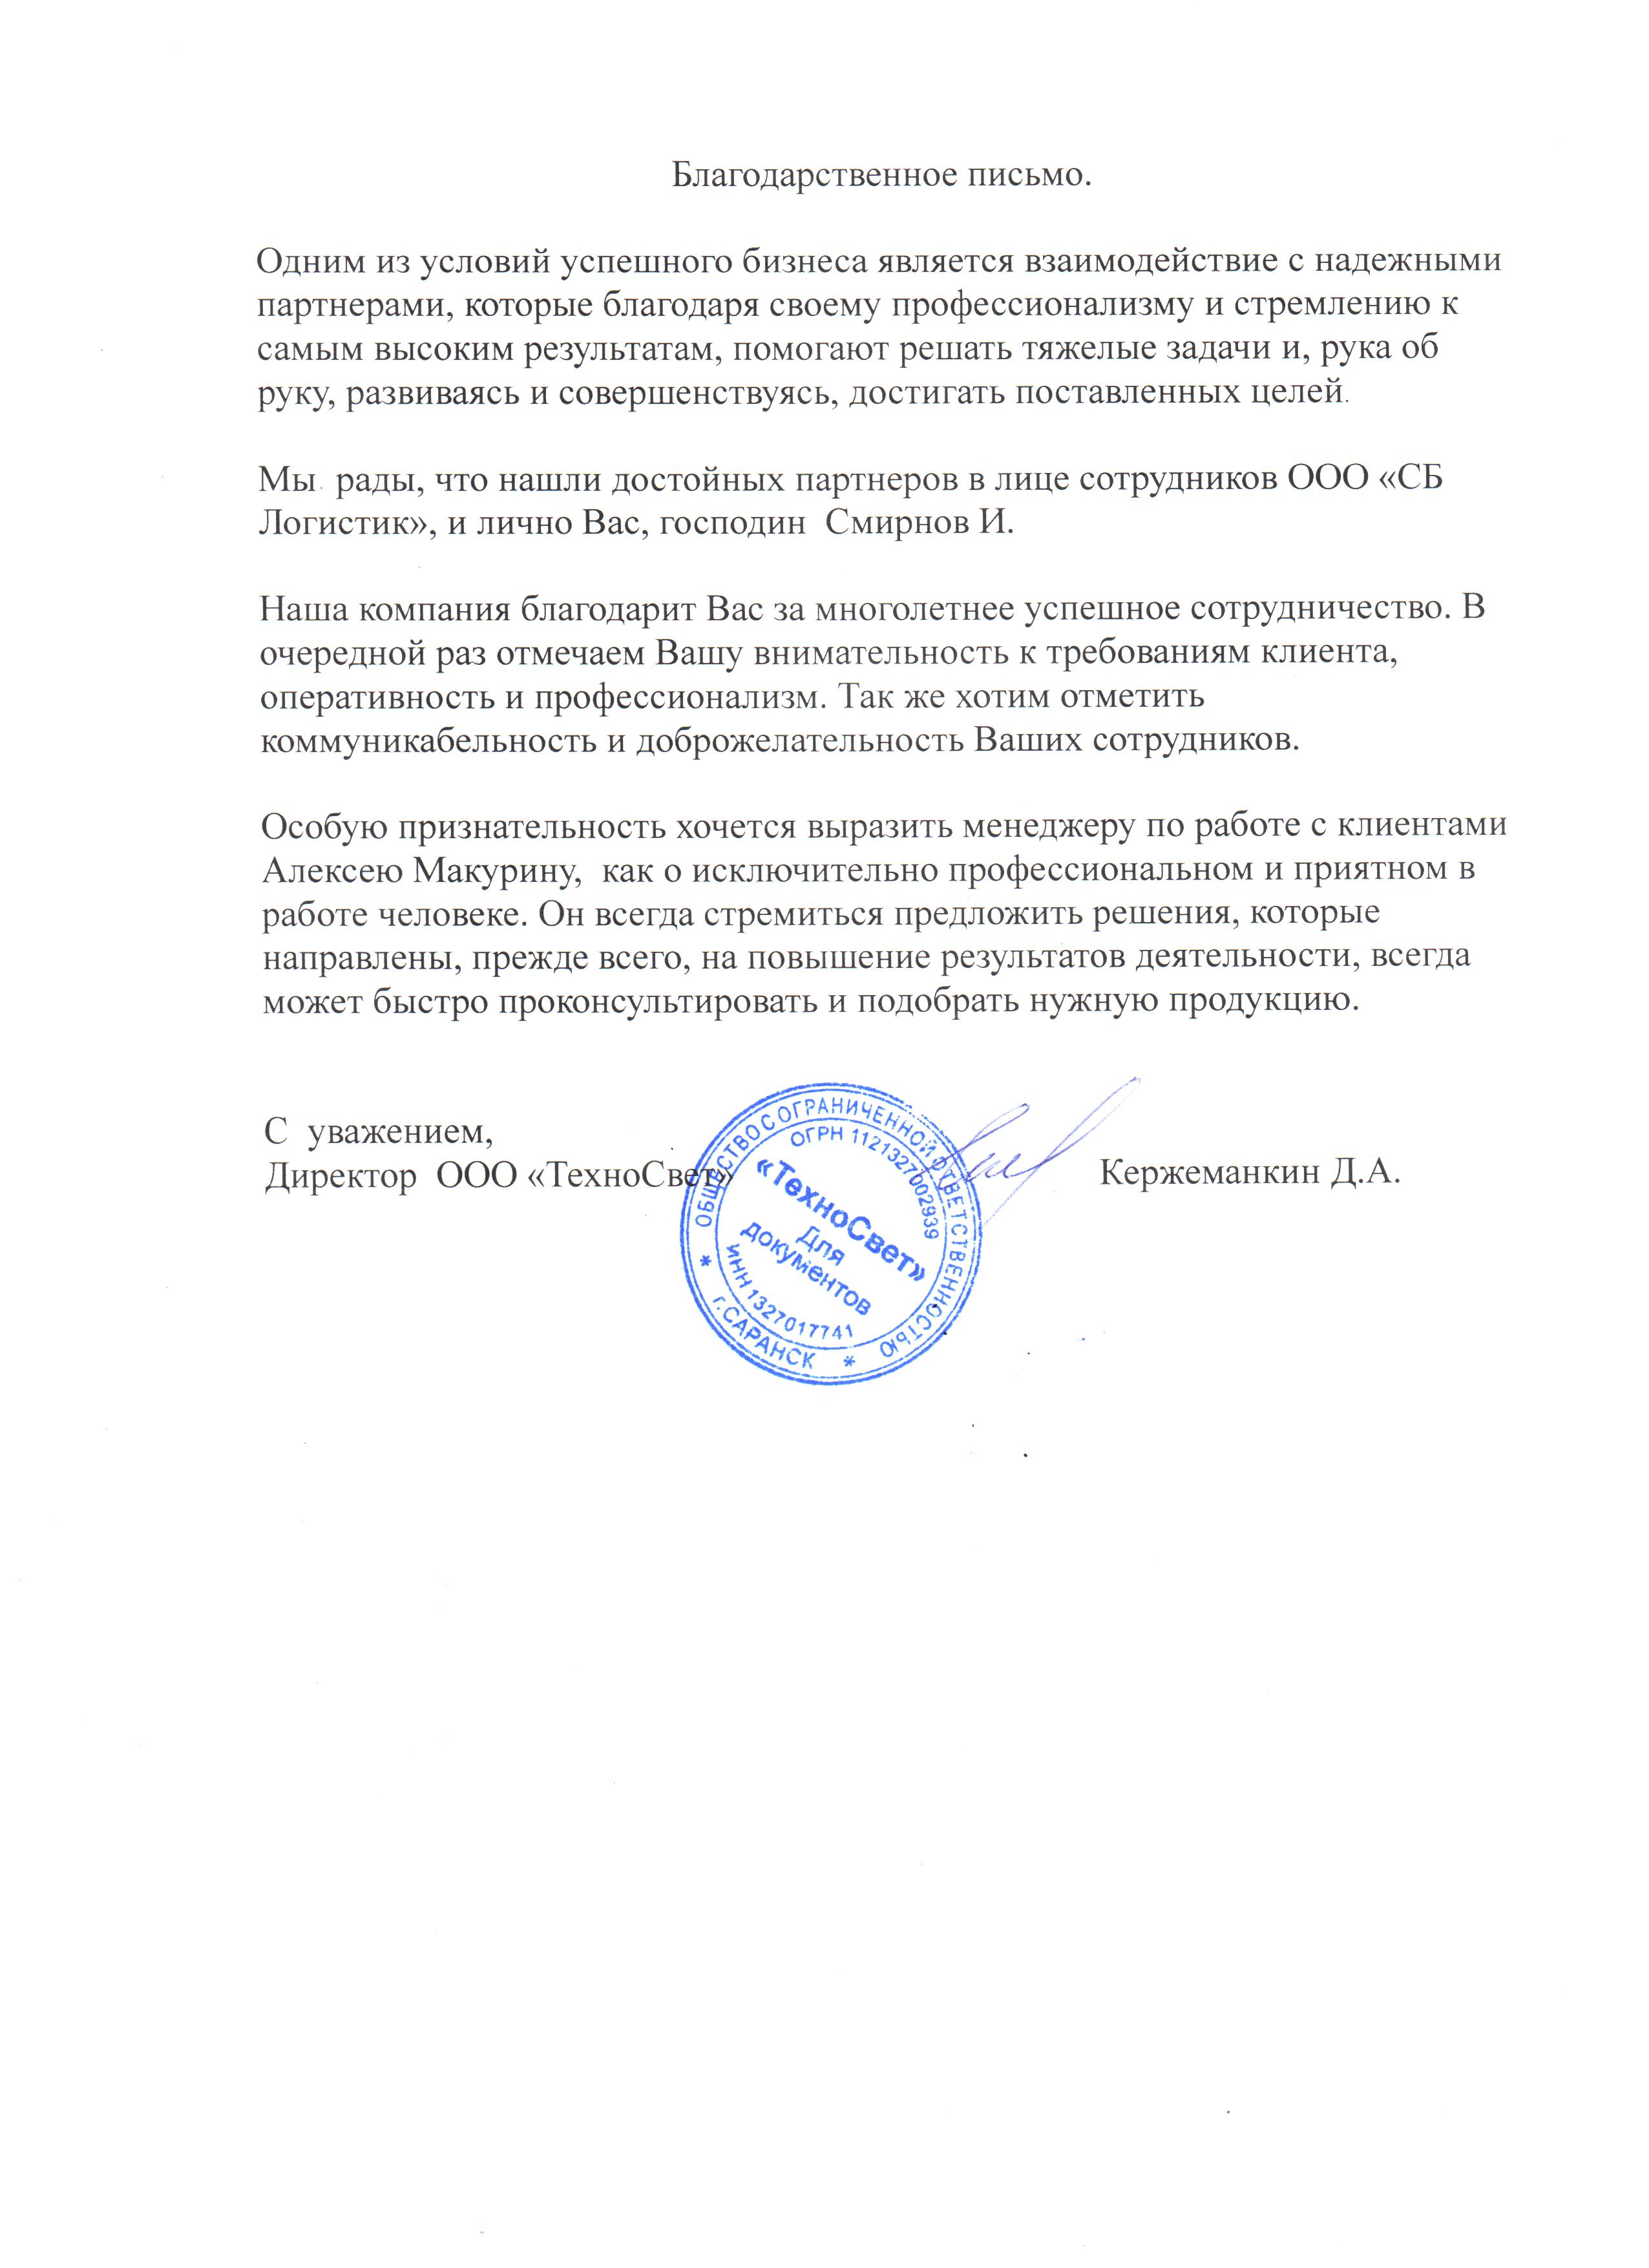 Благодарственное письмо.
Одним из условий успешного бизнеса является взаимодействие с надежными
партнерами, которые благодаря своему профессионализму и стремлению к
самым высоким результатам, помогают решать тяжелые задачи и, рука об
руку, развиваясь и совершенствуясь, достигать поставленных целей.
Мы рады, что нашли достойных партнеров в лице сотрудников ООО «СБ
Логистик», и лично Вас, господин Смирнов И.
Наша компания благодарит Вас за многолетнее успешное сотрудничество. В
очередной раз отмечаем Вашу внимательность к требованиям клиента,
оперативность и профессионализм. Так же хотим отметить
коммуникабельность и доброжелательность Ваших сотрудников.
Особую признательность хочется выразить менеджеру по работе с клиентами
Алексею Макурину, как о исключительно профессиональном и приятном в
работе человеке. Он всегда стремиться предложить решения, которые
направлены, прежде всего, на повышение результатов деятельности, всегда
может быстро проконсультировать и подобрать нужную продукцию.
С уважением,
Директор ООО «ТехноСвет» Кержеманкин Д.А.
ОБЩЕСТВО С ОГРАНИЧЕННОЙ ОТВЕТСТВЕННОСТЬЮ
ОГРН 1121327002939
«ТехноСвет»
Для
документов
ИНН 1327017741
* г.САРАНСК *